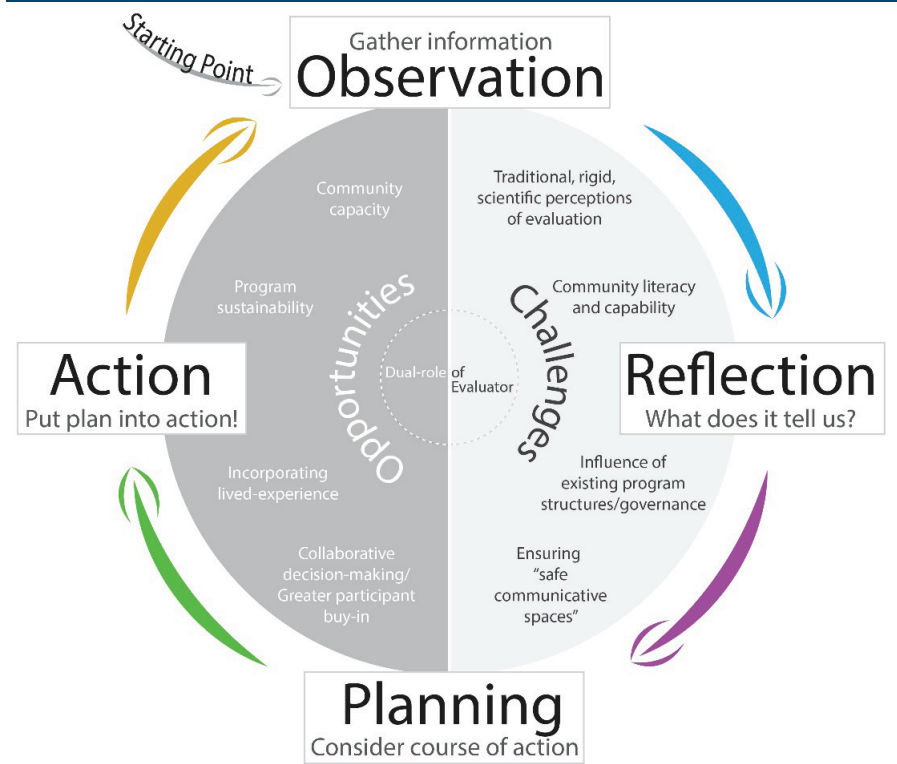 Starting Point
Gather information
Observation
Community
capacity
Program
sustainability
Opportunities
Incorporating
lived-experience
Collaborative
decision-making/
Greater participant
buy-in
Dual-role of
Evaluator
Traditional, rigid,
scientific perceptions
of evaluation
Community literacy
and capability
Challenges
Influence of
existing program
structures/governance
Ensuring
"safe
communicative
spaces"
Reflection
What does it tell us?
Planning
Consider course of action
Action
Put plan into action!